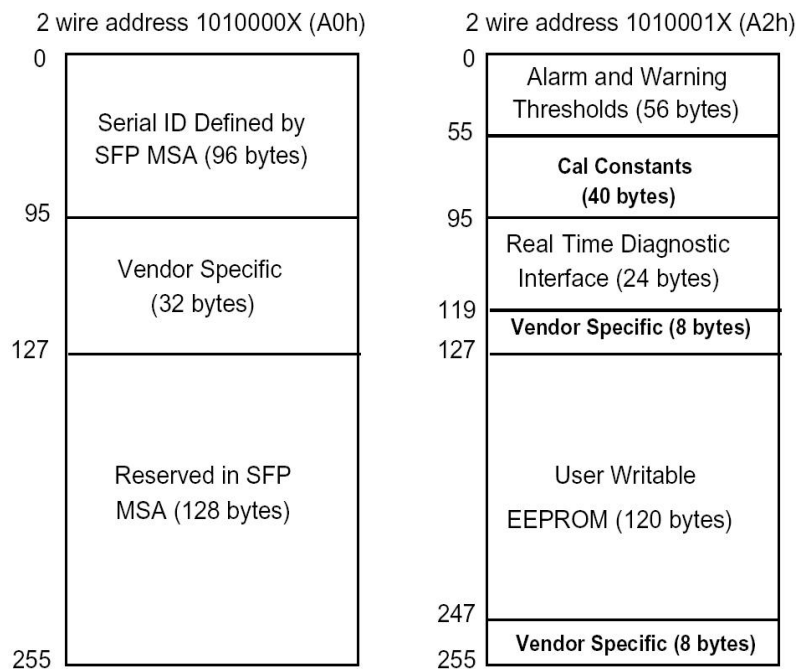 2 wire address 1010000X (A0h)
0
Serial ID Defined by
SFP MSA (96 bytes)
95
Vendor Specific
(32 bytes)
127
Reserved in SFP
MSA (128 bytes)
255
2 wire address 1010001X (A2h)
0
Alarm and Warning
Thresholds (56 bytes)
55
Cal Constants
(40 bytes)
95
Real Time Diagnostic
Interface (24 bytes)
119
Vendor Specific (8 bytes)
127
User Writable
EEPROM (120 bytes)
247
Vendor Specific (8 bytes)
255